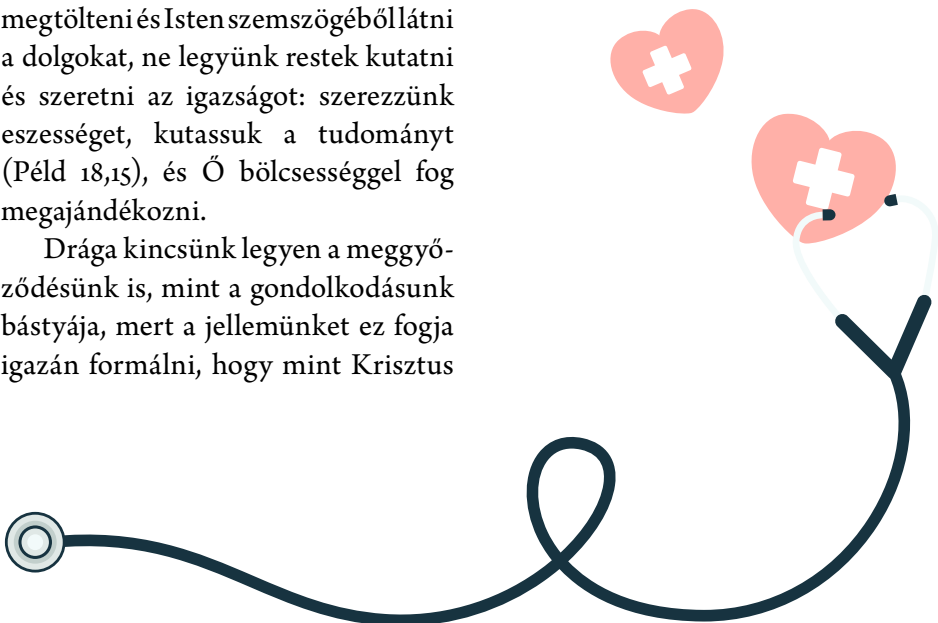 megtölteni és Isten szemszögéből látni
a dolgokat, ne legyünk restek kutatni
és szeretni az igazságot: szerezzünk
eszességet, kutassuk a tudományt
(Péld 18,15), és Ő bölcsességgel fog
megajándékozni.
Drága kincsünk legyen a meggyő-
ződésünk is, mint a gondolkodásunk
bástyája, mert a jellemünket ez fogja
igazán formálni, hogy mint Krisztus